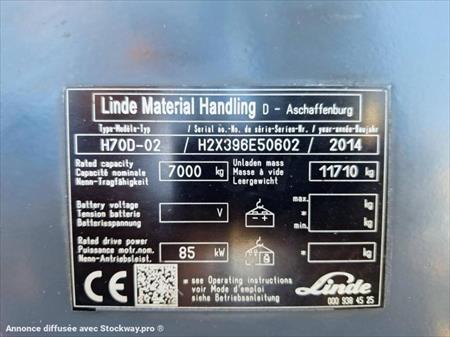 Linde Material Handling D - Aschaffenburg
Type-Modèle-Typ / Serial no.-No. de série-Serien-Nr. / year-année-Baujahr
H70D-02 / H2X396E50602 / 2014
Rated capacity
Capacité nominale 7000 kg
Nenn-Tragfähigkeit
Unladen mass
Masse à vide 11710 kg
Leergewicht
Battery voltage
Tension batterie V
Batteriespannung
max.
* kg
min.
* kg
Rated drive power
Puissance motr.nom. 85 kW
Nenn-Antriebsleist.
= kg
CE
* see Operating instructions
voir Mode d'emploi
siehe Betriebsanleitung
Linde
000 938 45 25
Annonce diffusée avec Stockway.pro ®